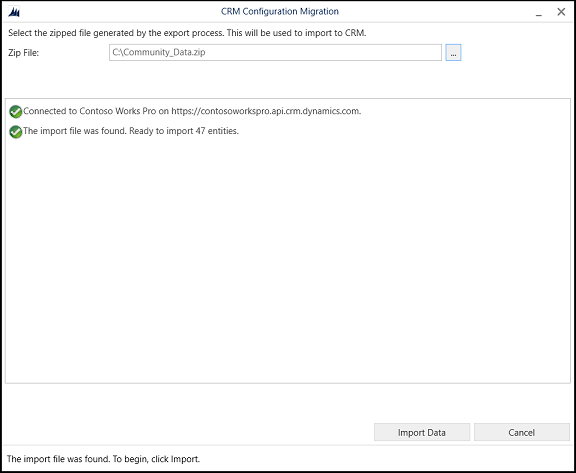 CRM Configuration Migration
Select the zipped file generated by the export process. This will be used to import to CRM.
Zip File: C:\Community_Data.zip ...
Connected to Contoso Works Pro on https://contosoworkspro.api.crm.dynamics.com.
The import file was found. Ready to import 47 entities.
Import Data Cancel
The import file was found. To begin, click Import.